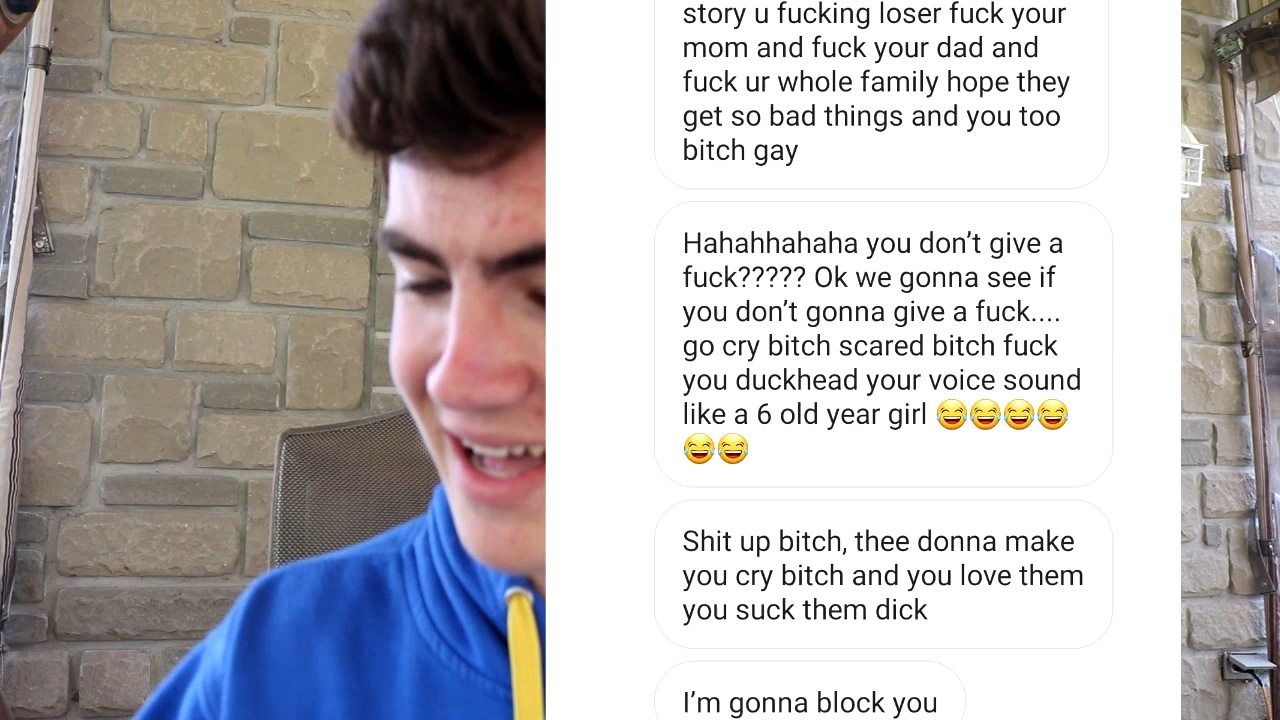 story u fucking loser fuck your
mom and fuck your dad and
fuck ur whole family hope they
get so bad things and you too
bitch gay
Hahahhahaha you don’t give a
fuck????? Ok we gonna see if
you don’t gonna give a fuck....
go cry bitch scared bitch fuck
you duckhead your voice sound
like a 6 old year girl 😂😂😂😂
😂😂
Shit up bitch, thee donna make
you cry bitch and you love them
you suck them dick
I’m gonna block you